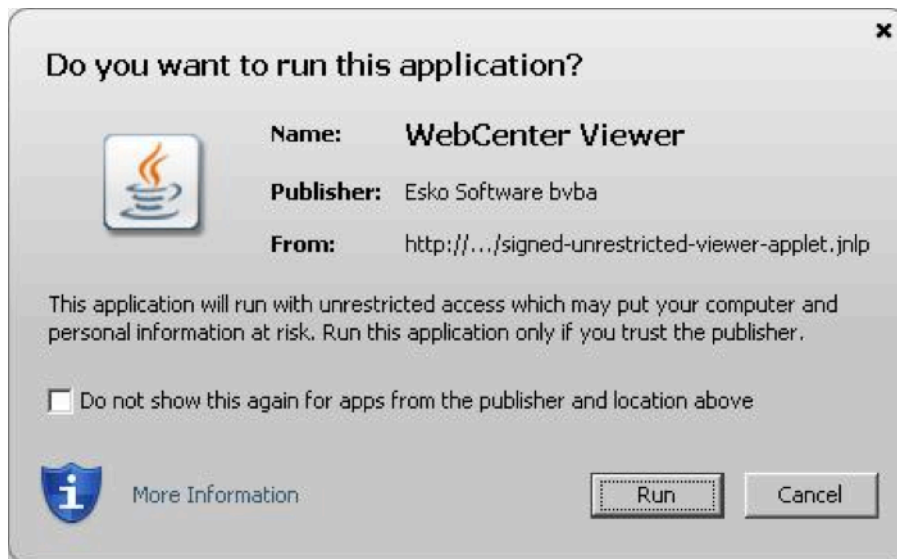 Do you want to run this application?
Name: WebCenter Viewer
Publisher: Esko Software bvba
From: http://.../signed-unrestricted-viewer-applet.jnlp
This application will run with unrestricted access which may put your computer and
personal information at risk. Run this application only if you trust the publisher.
Do not show this again for apps from the publisher and location above
More Information
Run
Cancel